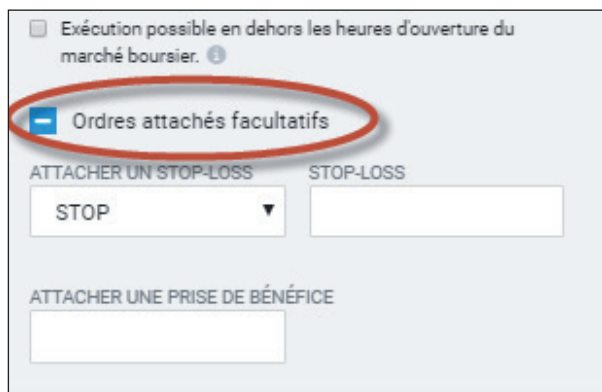 Exécution possible en dehors les heures d'ouverture du
marché boursier.
Ordres attachés facultatifs
ATTACHER UN STOP-LOSS STOP-LOSS
STOP
ATTACHER UNE PRISE DE BÉNÉFICE